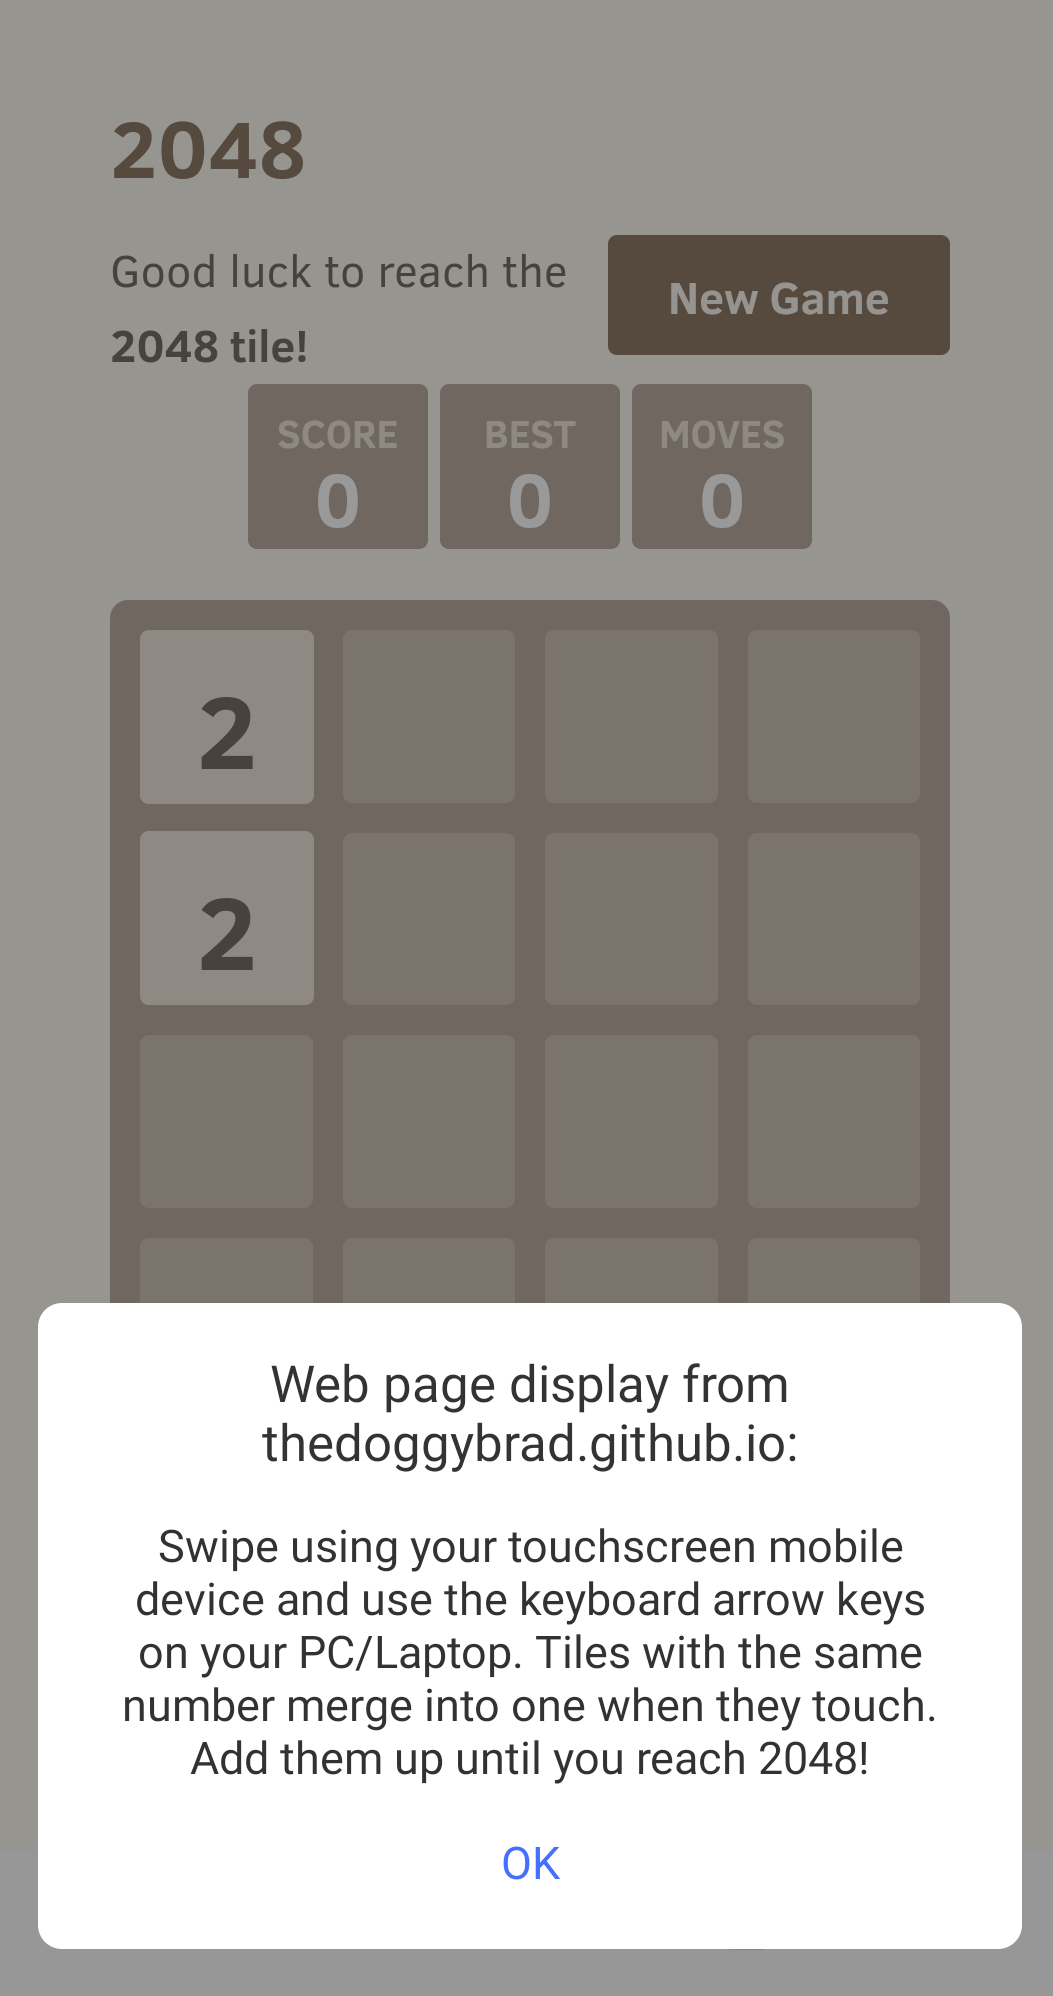 2048
Good luck to reach the
2048 tile!
New Game
SCORE
0
BEST
0
MOVES
0
2
2
Web page display from
thedoggybrad.github.io:
Swipe using your touchscreen mobile
device and use the keyboard arrow keys
on your PC/Laptop. Tiles with the same
number merge into one when they touch.
Add them up until you reach 2048!
OK